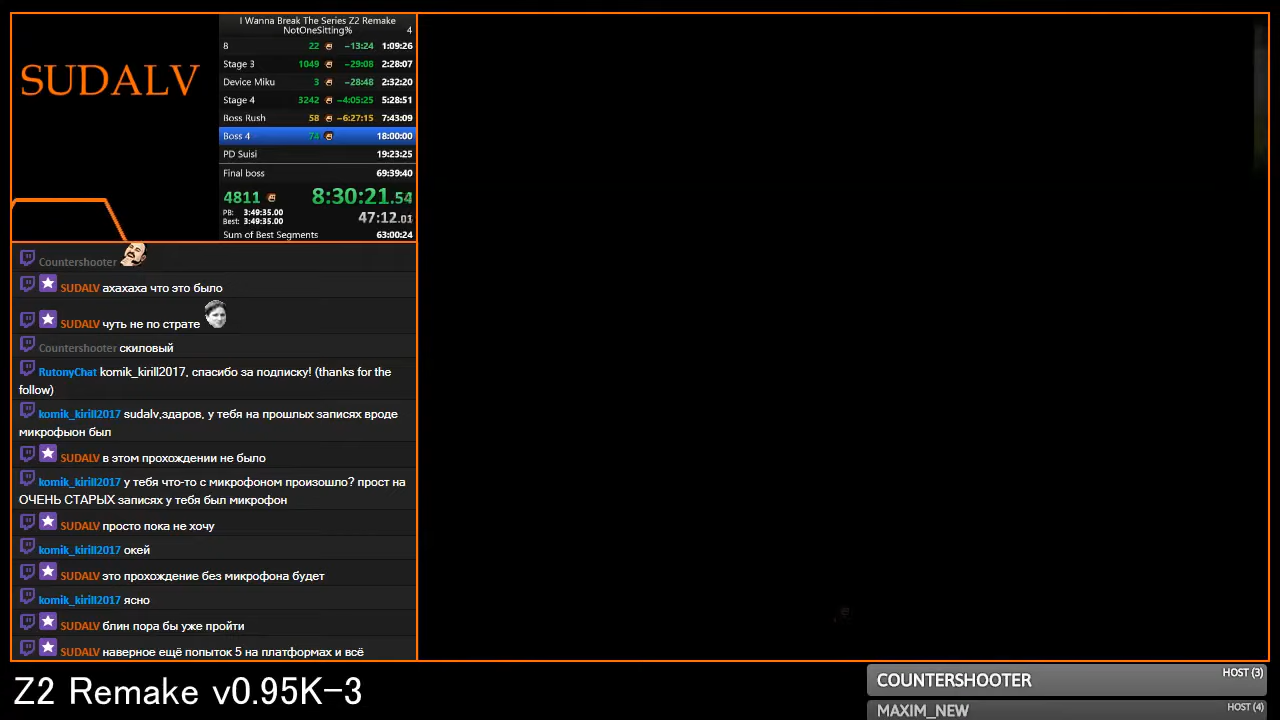 SUDALV
I Wanna Break The Series Z2 Remake
NotOneSitting% 4
8 22 −13:24 1:09:26
Stage 3 1049 −29:08 2:28:07
Device Miku 3 −28:48 2:32:20
Stage 4 3242 −4:05:25 5:28:51
Boss Rush 58 −6:27:15 7:43:09
Boss 4 74 18:00:00
PD Suisi 19:23:25
Final boss 69:39:40
4811 8:30:21.54
PB: 3:49:35.00
Best: 3:49:35.00
47:12.01
Sum of Best Segments 63:00:24
Countershooter
SUDALV ахахаха что это было
SUDALV чуть не по страте
Countershooter скиловый
RutonyChat komik_kirill2017, спасибо за подписку! (thanks for the
follow)
komik_kirill2017 sudalv,здаров, у тебя на прошлых записях вроде
микрофыон был
SUDALV в этом прохождении не было
komik_kirill2017 у тебя что-то с микрофоном произошло? прост на
ОЧЕНЬ СТАРЫХ записях у тебя был микрофон
SUDALV просто пока не хочу
komik_kirill2017 окей
SUDALV это прохождение без микрофона будет
komik_kirill2017 ясно
SUDALV блин пора бы уже пройти
SUDALV наверное ещё попыток 5 на платформах и всё
Z2 Remake v0.95K-3
COUNTERSHOOTER HOST (3)
MAXIM_NEW HOST (4)